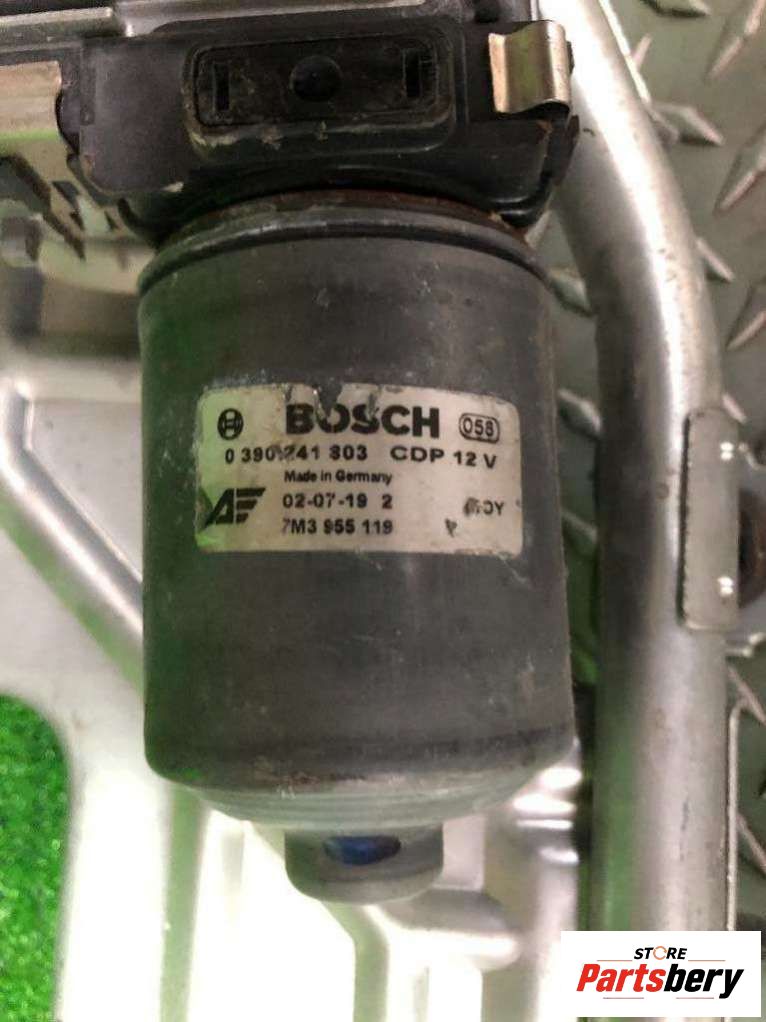 BOSCH 058
0 390 241 803 CDP 12 V
Made in Germany
02-07-19 2
7M3 955 119
STORE
Partsbery